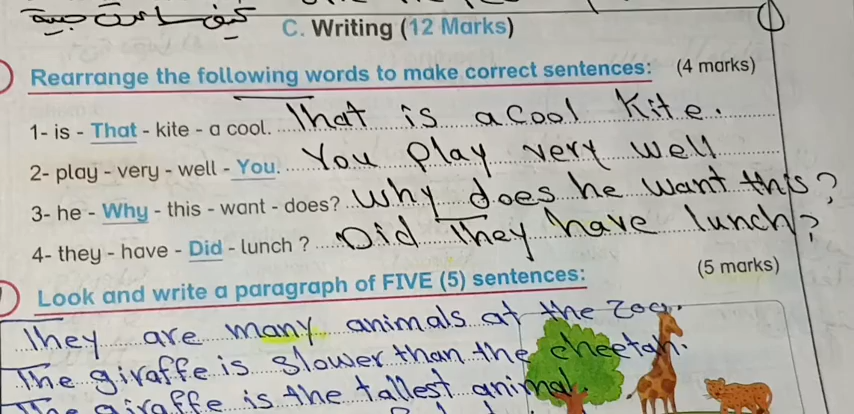 C. Writing (12 Marks)
Rearrange the following words to make correct sentences: (4 marks)
1- is - That - kite - a cool. That is a cool kite.
2- play - very - well - You. You play very well
3- he - Why - this - want - does? Why does he want this?
4- they - have - Did - lunch ? Did they have lunch?
Look and write a paragraph of FIVE (5) sentences: (5 marks)
They are many animals at the zoo.
The giraffe is slower than the cheetah.
The giraffe is the tallest animal.